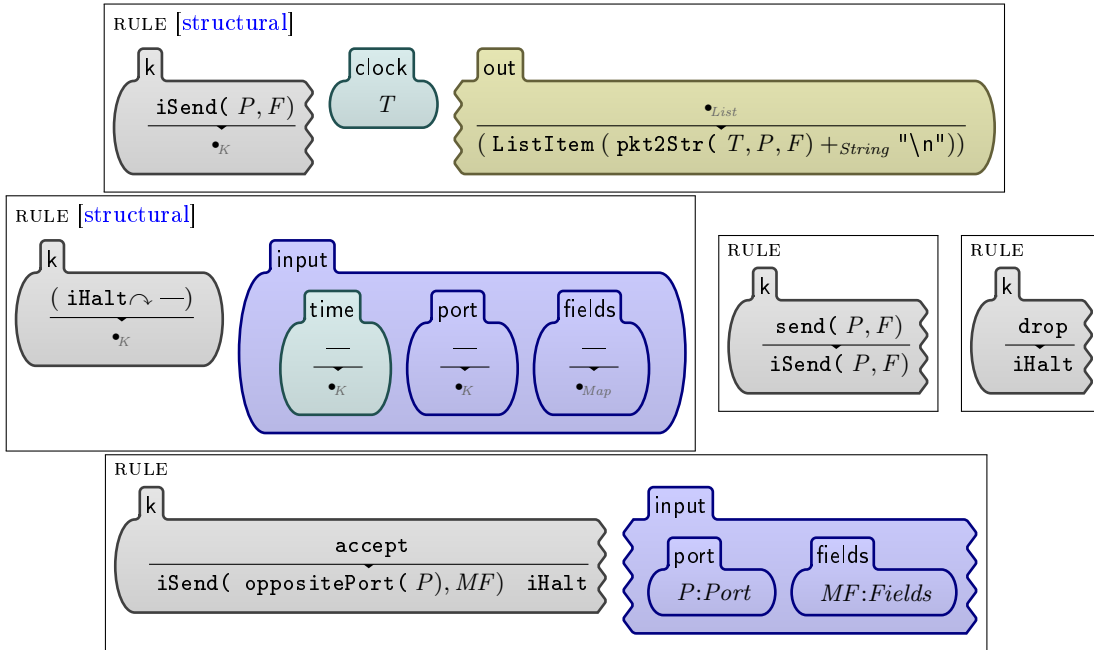 RULE [structural]
k
clock
out
iSend( P, F)
T
•List
•K
( ListItem ( pkt2Str( T, P, F) +String "\n"))
RULE [structural]
k
input
( iHalt ↷ —)
•K
time
port
fields
—
—
—
•K
•K
•Map
RULE
k
send( P, F)
iSend( P, F)
RULE
k
drop
iHalt
RULE
k
input
accept
iSend( oppositePort( P), MF) iHalt
port
fields
P:Port
MF:Fields